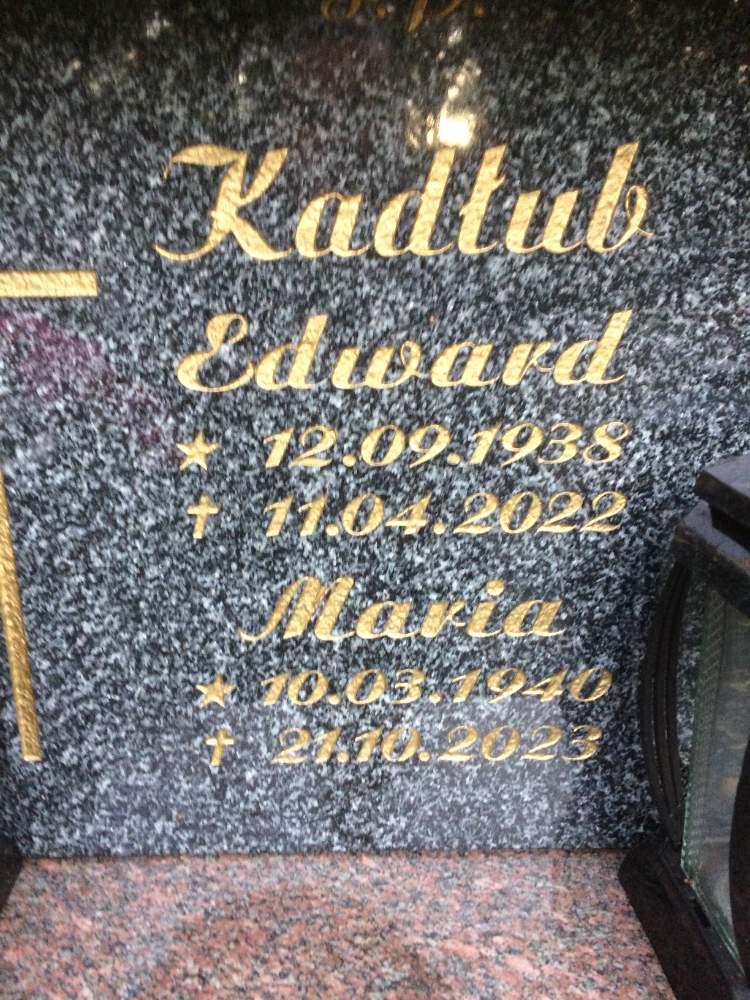 Kadłub
Edward
★ 12.09.1938
✝ 11.04.2022
Maria
★ 10.03.1940
✝ 21.10.2023